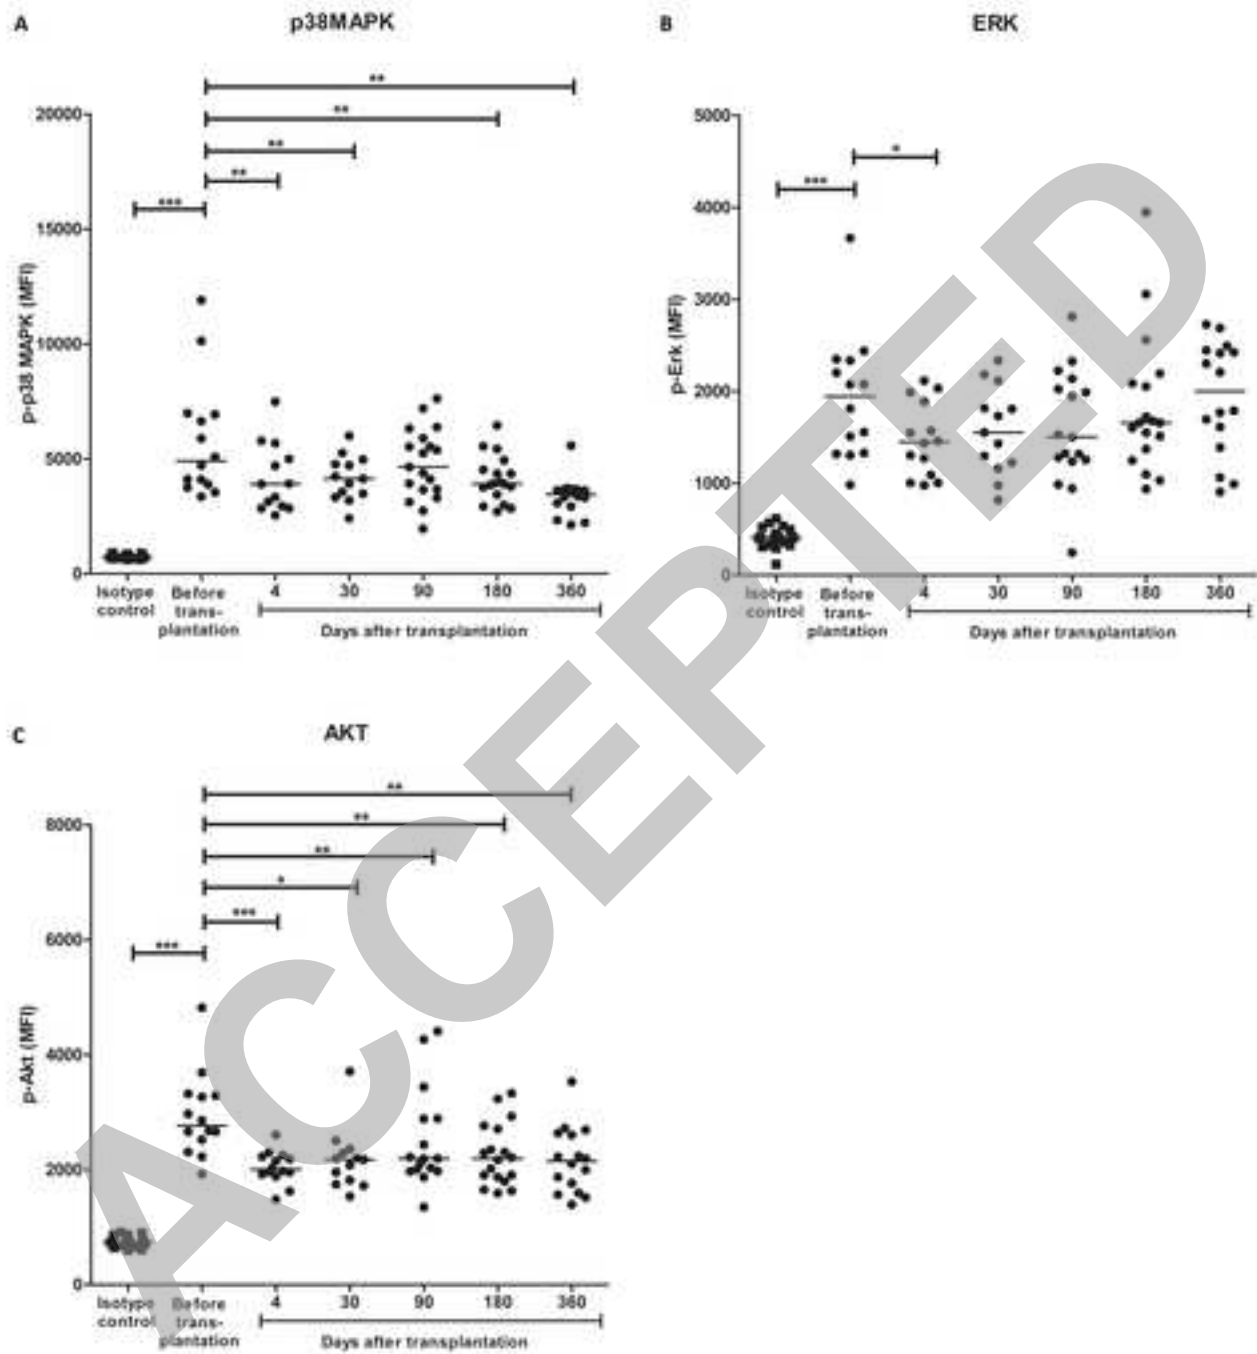 A
p38MAPK
**
**
**
**
***
20000
15000
10000
5000
0
p-p38 MAPK (MFI)
Isotype control
Before trans-plantation
4 30 90 180 360
Days after transplantation
B
ERK
*
***
5000
4000
3000
2000
1000
0
p-Erk (MFI)
Isotype control
Before trans-plantation
4 30 90 180 360
Days after transplantation
C
AKT
**
**
**
*
***
***
8000
6000
4000
2000
0
p-Akt (MFI)
Isotype control
Before trans-plantation
4 30 90 180 360
Days after transplantation
ACCEPTED